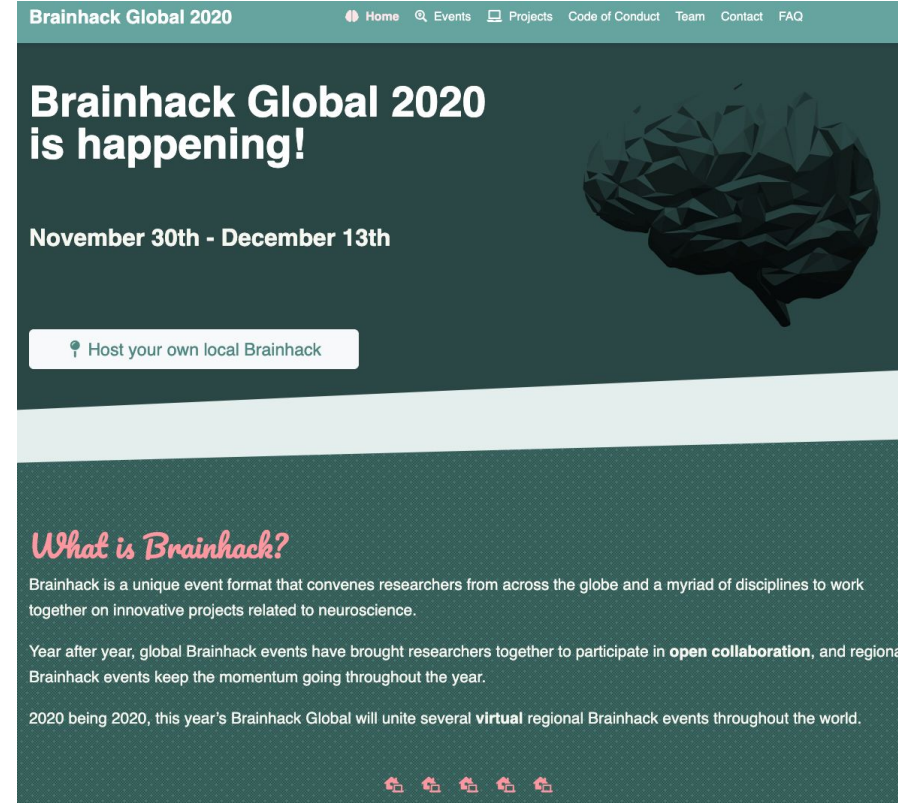 Brainhack Global 2020
Home Events Projects Code of Conduct Team Contact FAQ
Brainhack Global 2020
is happening!
November 30th - December 13th
Host your own local Brainhack
What is Brainhack?
Brainhack is a unique event format that convenes researchers from across the globe and a myriad of disciplines to work
together on innovative projects related to neuroscience.
Year after year, global Brainhack events have brought researchers together to participate in open collaboration, and regiona
Brainhack events keep the momentum going throughout the year.
2020 being 2020, this year’s Brainhack Global will unite several virtual regional Brainhack events throughout the world.